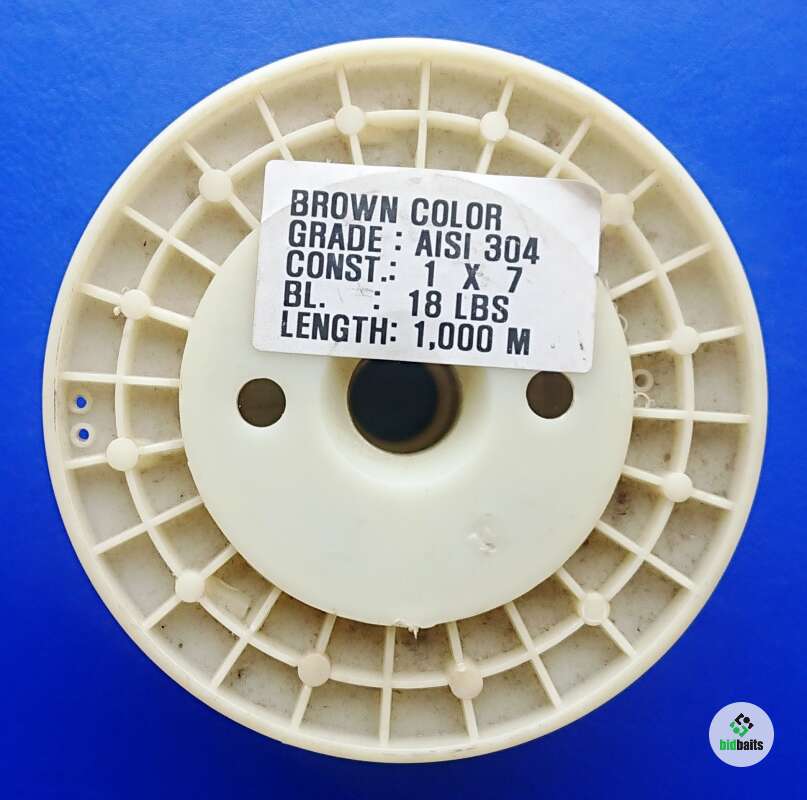 BROWN COLOR
GRADE : AISI 304
CONST.: 1 X 7
BL. : 18 LBS
LENGTH: 1,000 M
bidbaits